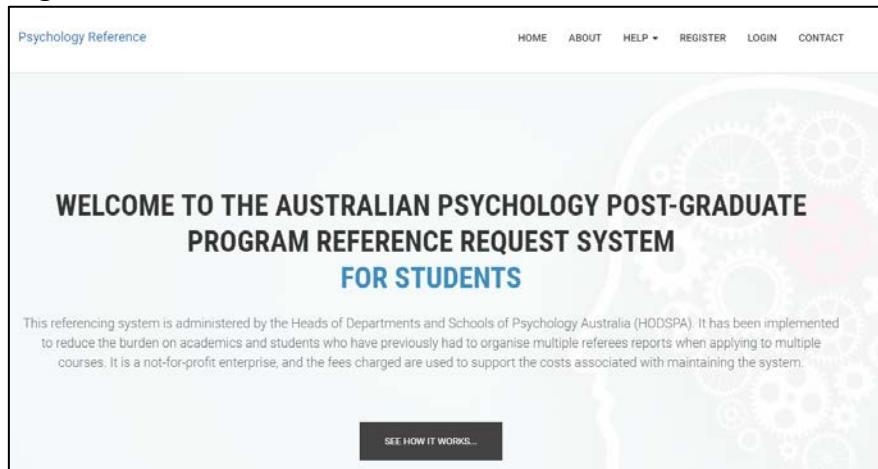 Psychology Reference
HOME ABOUT HELP REGISTER LOGIN CONTACT
WELCOME TO THE AUSTRALIAN PSYCHOLOGY POST-GRADUATE
PROGRAM REFERENCE REQUEST SYSTEM
FOR STUDENTS
This referencing system is administered by the Heads of Departments and Schools of Psychology Australia (HODSPA). It has been implemented
to reduce the burden on academics and students who have previously had to organise multiple referees reports when applying to multiple
courses. It is a not-for-profit enterprise, and the fees charged are used to support the costs associated with maintaining the system.
SEE HOW IT WORKS...